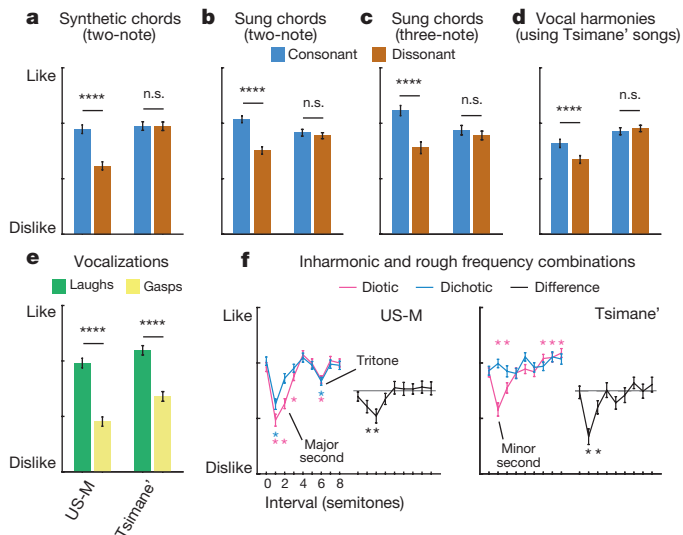 a Synthetic chords (two-note)
b Sung chords (two-note)
c Sung chords (three-note)
d Vocal harmonies (using Tsimane' songs)
Consonant Dissonant
Like
Dislike
**** n.s.
**** n.s.
**** n.s.
**** n.s.
e Vocalizations
Laughs Gasps
Like
Dislike
**** ****
US-M
Tsimane'
f Inharmonic and rough frequency combinations
Diotic Dichotic Difference
US-M
Like
Dislike
Tritone
Major second
*
* *
*
*
*
* *
0 2 4 6 8
Interval (semitones)
Tsimane'
* * * * *
Minor second
* *